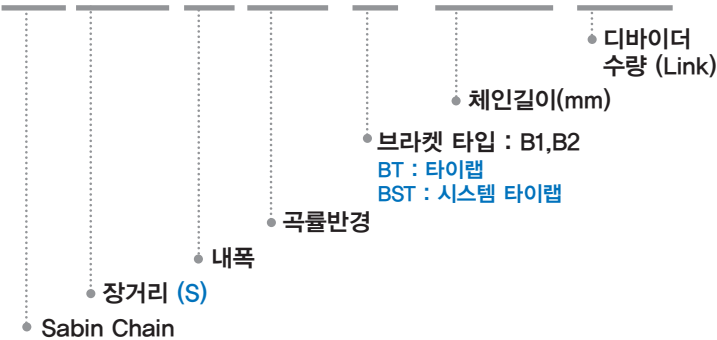 디바이더
수량 (Link)
체인길이(mm)
브라켓 타입 : B1,B2
BT : 타이랩
BST : 시스템 타이랩
곡률반경
내폭
장거리 (S)
Sabin Chain